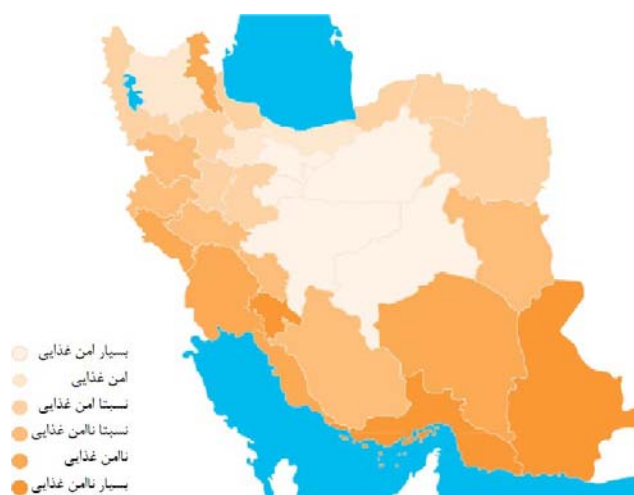 بسیار امن غذایی
امن غذایی
نسبتا امن غذایی
نسبتا ناامن غذایی
ناامن غذایی
بسیار ناامن غذایی